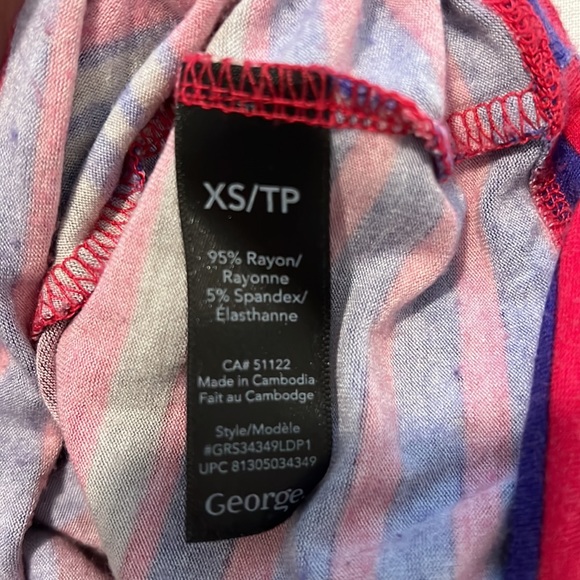 XS/TP
95% Rayon/
Rayonne
5% Spandex/
Élasthanne
CA# 51122
Made in Cambodia
Fait au Cambodge
Style/Modèle
#GRS34349LDP1
UPC 81305034349
George